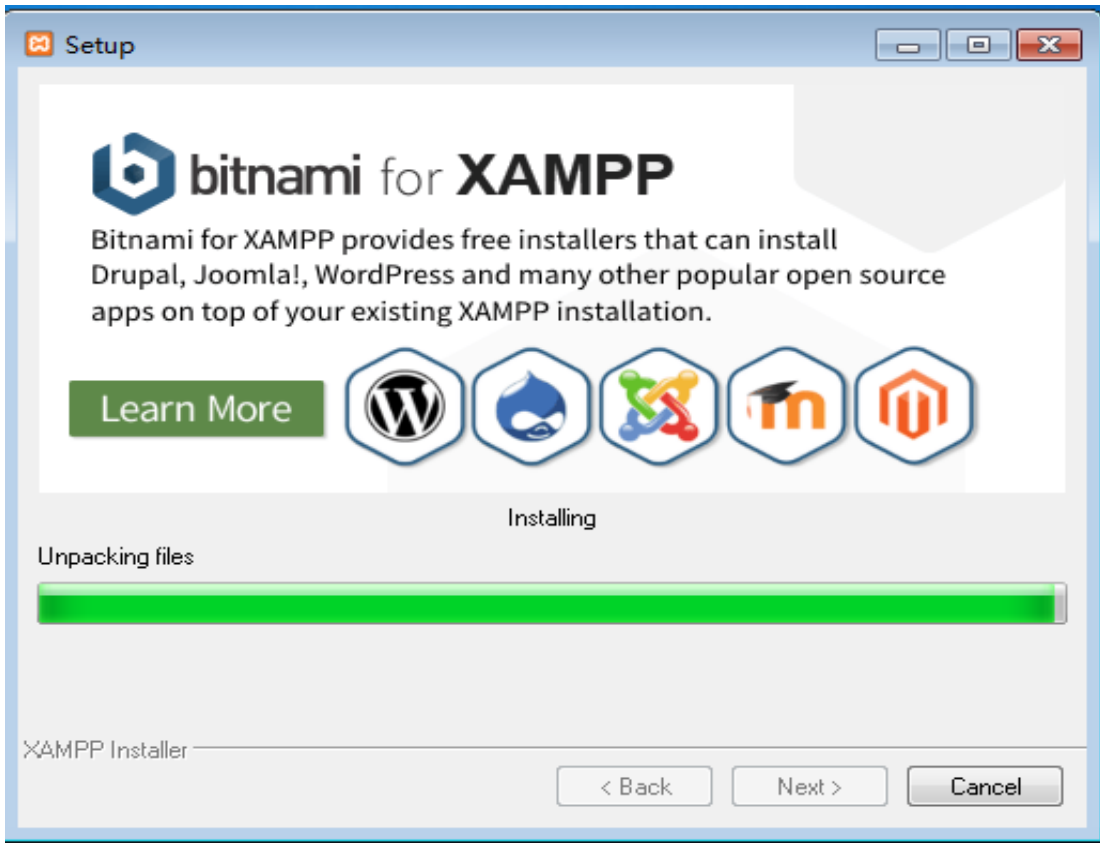 Setup
bitnami for XAMPP
Bitnami for XAMPP provides free installers that can install
Drupal, Joomla!, WordPress and many other popular open source
apps on top of your existing XAMPP installation.
Learn More
Installing
Unpacking files
XAMPP Installer
< Back Next > Cancel